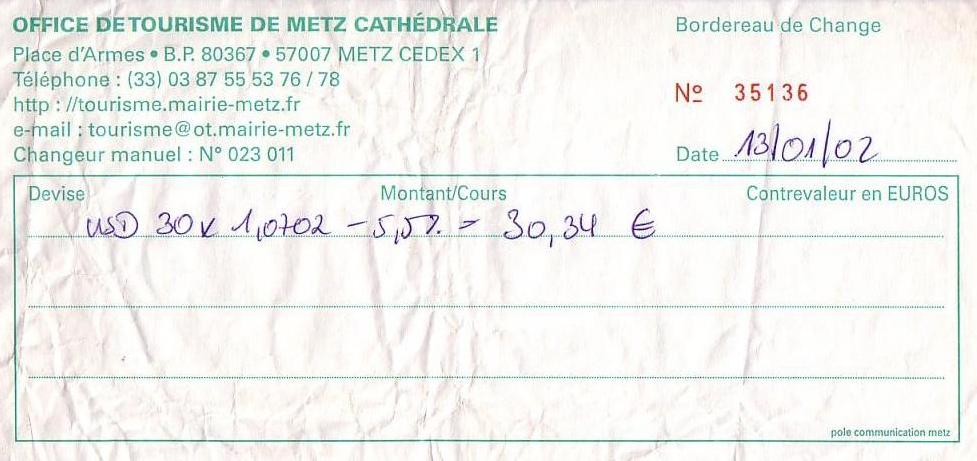 OFFICE DE TOURISME DE METZ CATHÉDRALE
Place d'Armes • B.P. 80367 • 57007 METZ CEDEX 1
Téléphone : (33) 03 87 55 53 76 / 78
http : //tourisme.mairie-metz.fr
e-mail : tourisme@ot.mairie-metz.fr
Changeur manuel : N° 023 011
Bordereau de Change
Nº 35136
Date 13/01/02
Devise Montant/Cours Contrevaleur en EUROS
USD 30 x 1,0702 - 5,5% = 30,34 €
pole communication metz